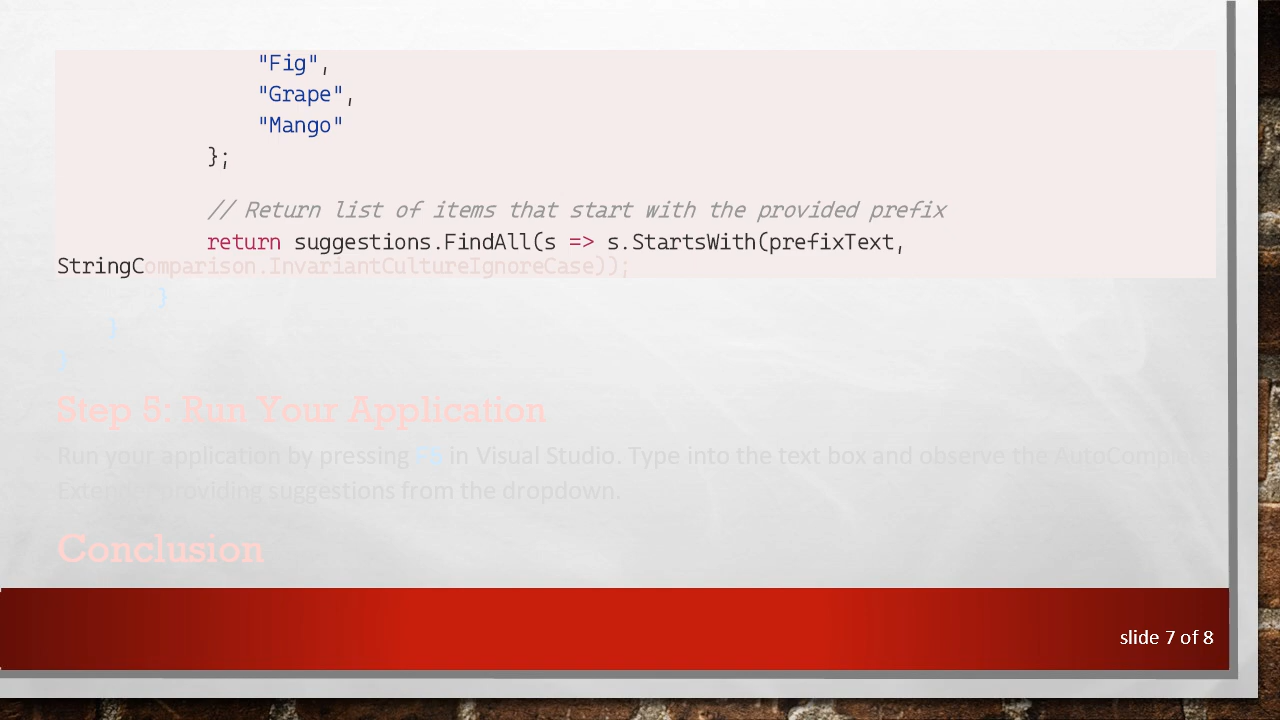 "Fig",
"Grape",
"Mango"
};
// Return list of items that start with the provided prefix
return suggestions.FindAll(s => s.StartsWith(prefixText,
StringComparison.InvariantCultureIgnoreCase));
}
}
}
Step 5: Run Your Application
Run your application by pressing F5 in Visual Studio. Type into the text box and observe the AutoComplete
Extender providing suggestions from the dropdown.
Conclusion
slide 7 of 8